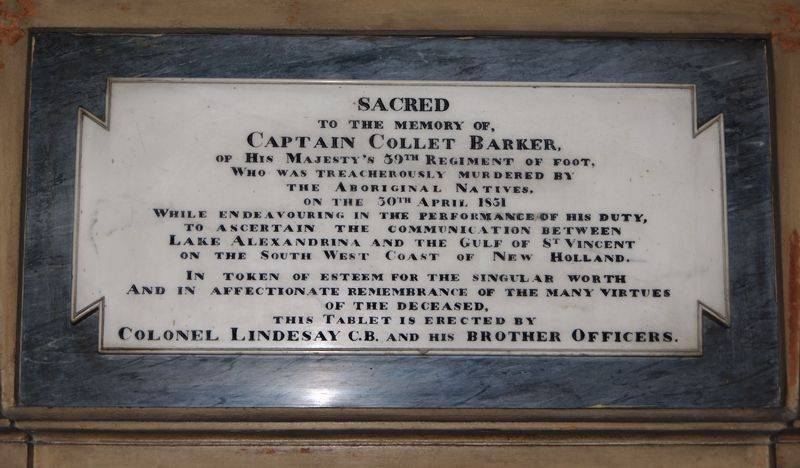 SACRED
TO THE MEMORY OF,
CAPTAIN COLLET BARKER,
OF HIS MAJESTY'S 39TH REGIMENT OF FOOT,
WHO WAS TREACHEROUSLY MURDERED BY
THE ABORIGINAL NATIVES,
ON THE 30TH APRIL 1831
WHILE ENDEAVOURING IN THE PERFORMANCE OF HIS DUTY,
TO ASCERTAIN THE COMMUNICATION BETWEEN
LAKE ALEXANDRINA AND THE GULF OF ST VINCENT
ON THE SOUTH WEST COAST OF NEW HOLLAND.
IN TOKEN OF ESTEEM FOR THE SINGULAR WORTH
AND IN AFFECTIONATE REMEMBRANCE OF THE MANY VIRTUES
OF THE DECEASED,
THIS TABLET IS ERECTED BY
COLONEL LINDESAY C.B. AND HIS BROTHER OFFICERS.